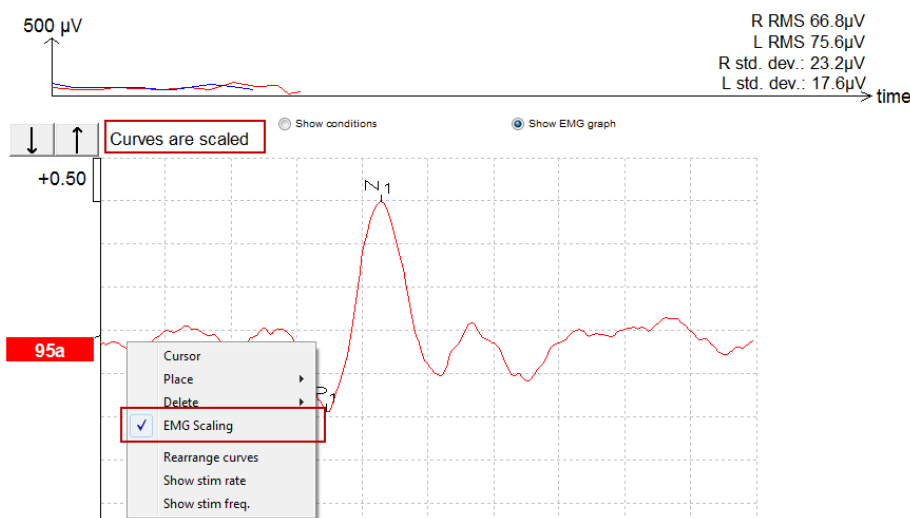 500 µV
R RMS 66.8µV
L RMS 75.6µV
R std. dev.: 23.2µV
L std. dev.: 17.6µV
time
Curves are scaled
Show conditions
Show EMG graph
+0.50
N1
95a
P1
Cursor
Place
Delete
EMG Scaling
Rearrange curves
Show stim rate
Show stim freq.